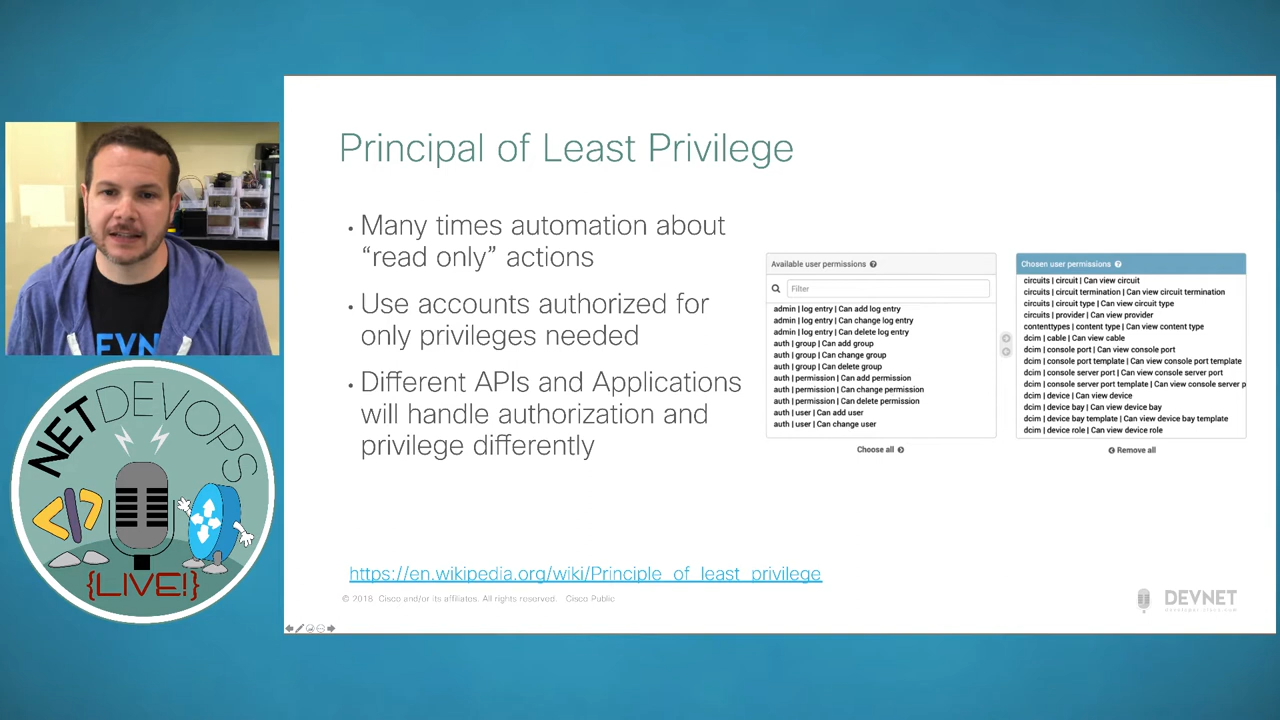 Principal of Least Privilege
• Many times automation about
“read only” actions
• Use accounts authorized for
only privileges needed
• Different APIs and Applications
will handle authorization and
privilege differently
Available user permissions
Filter
admin | log entry | Can add log entry
admin | log entry | Can change log entry
admin | log entry | Can delete log entry
auth | group | Can add group
auth | group | Can change group
auth | group | Can delete group
auth | permission | Can add permission
auth | permission | Can change permission
auth | permission | Can delete permission
auth | user | Can add user
auth | user | Can change user
Choose all
Chosen user permissions
circuits | circuit | Can view circuit
circuits | circuit termination | Can view circuit termination
circuits | circuit type | Can view circuit type
circuits | provider | Can view provider
contenttypes | content type | Can view content type
dcim | cable | Can view cable
dcim | console port | Can view console port
dcim | console port template | Can view console port template
dcim | console server port | Can view console server port
dcim | console server port template | Can view console server p
dcim | device | Can view device
dcim | device bay | Can view device bay
dcim | device bay template | Can view device bay template
dcim | device role | Can view device role
Remove all
https://en.wikipedia.org/wiki/Principle_of_least_privilege
© 2018 Cisco and/or its affiliates. All rights reserved. Cisco Public
DEVNET
EVN
NETDEVOPS
</>
{LIVE!}